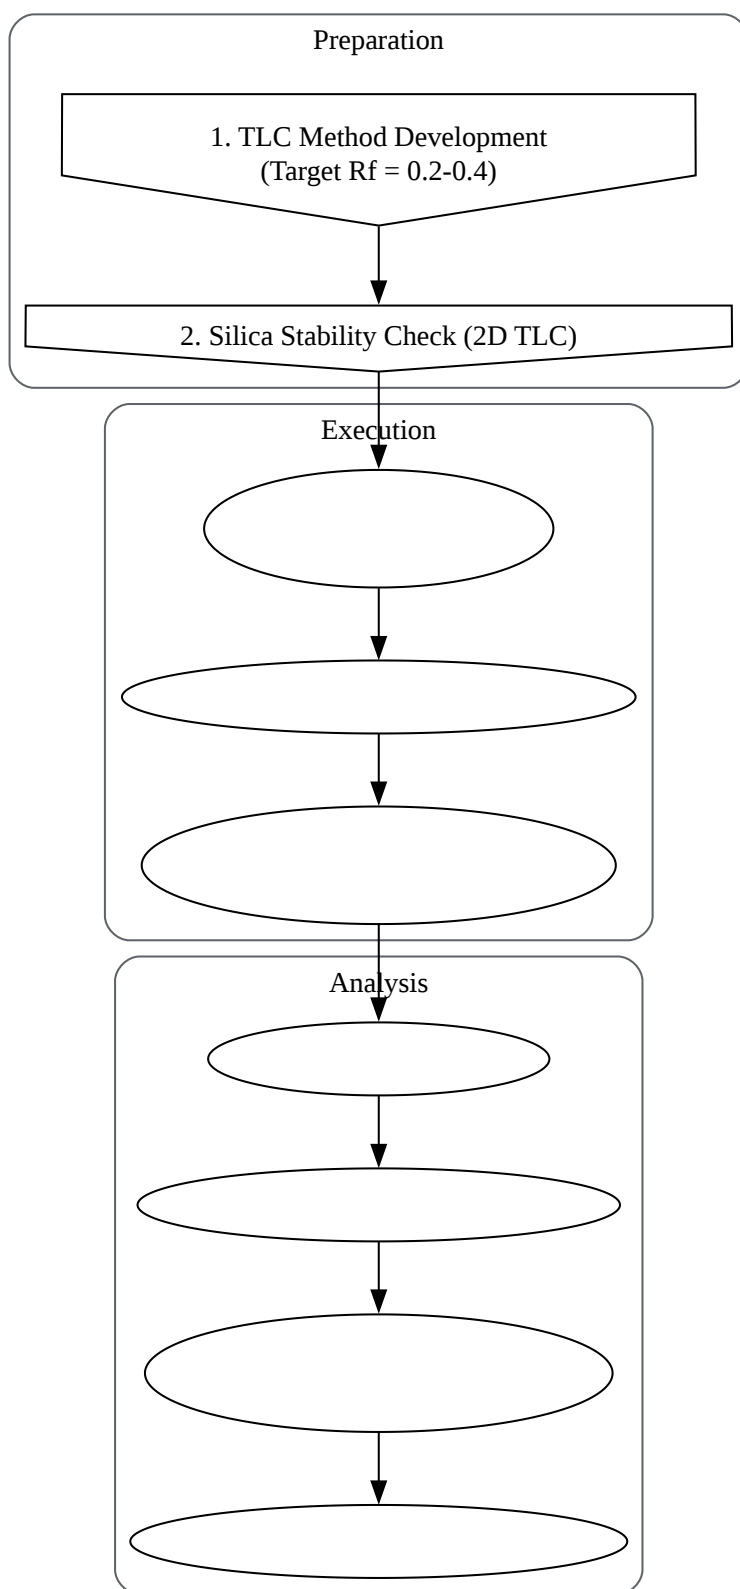 Preparation
1. TLC Method Development
(Target Rf = 0.2-0.4)
2. Silica Stability Check (2D TLC)
Execution
Analysis